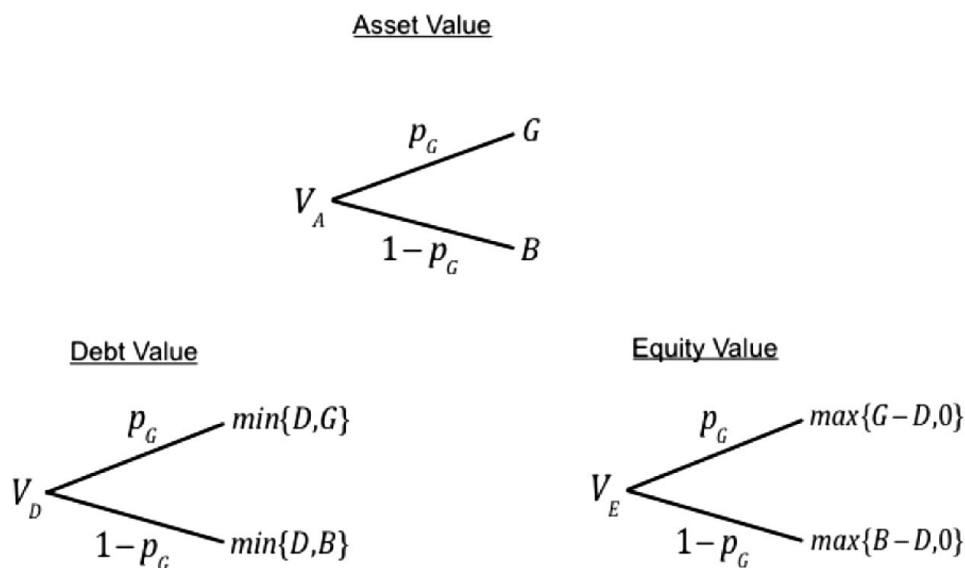 Asset Value
p_G
G
V_A
1 − p_G
B
Debt Value
p_G
min{D,G}
V_D
1 − p_G
min{D,B}
Equity Value
p_G
max{G − D,0}
V_E
1 − p_G
max{B − D,0}